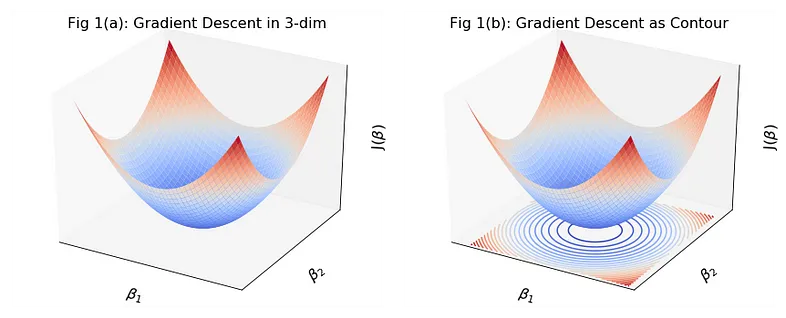 Fig 1(a): Gradient Descent in 3-dim
J(β)
β₂
β₁
Fig 1(b): Gradient Descent as Contour
J(β)
β₂
β₁